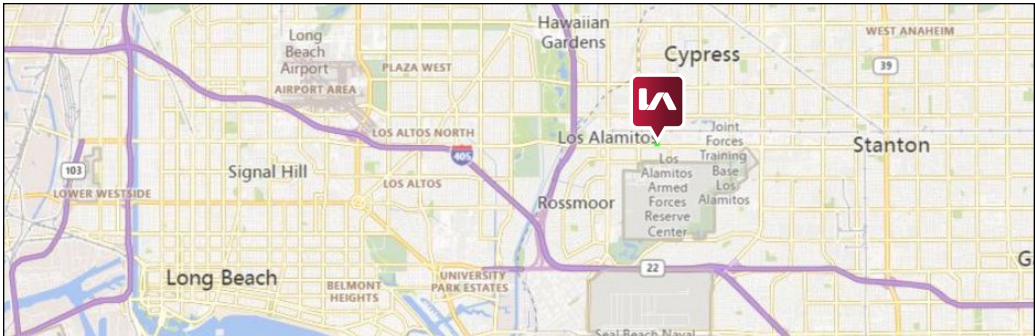 Hawaiian
Gardens
WEST ANAHEIM
Long
Beach
Airport
Cypress
PLAZA WEST
39
AIRPORT AREA
LA
LOS ALTOS NORTH
Los Alamitos
Joint
Forces
Training
Base
Los
Alamitos
Stanton
405
103
Signal Hill
LOS ALTOS
Los
Alamitos
Armed
Forces
Reserve
Center
LOWER WESTSIDE
Rossmoor
22
Long Beach
UNIVERSITY
PARK ESTATES
BELMONT
HEIGHTS
G
Seal Beach Naval